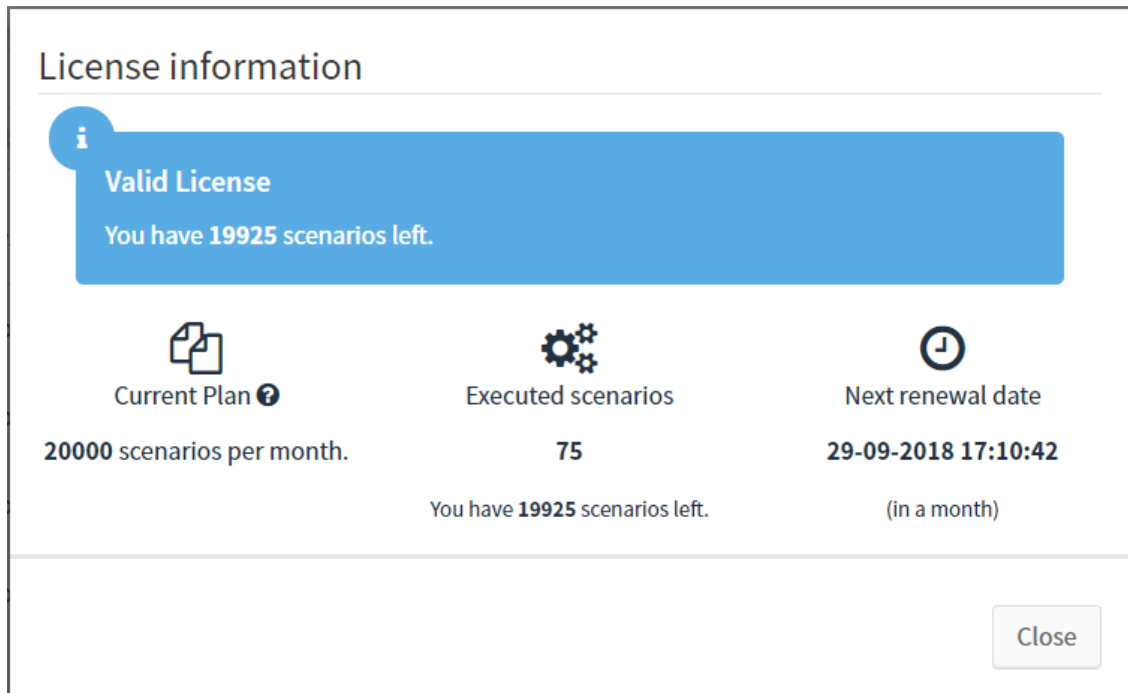 License information
i
Valid License
You have 19925 scenarios left.
Current Plan ?
Executed scenarios
Next renewal date
20000 scenarios per month.
75
29-09-2018 17:10:42
You have 19925 scenarios left.
(in a month)
Close